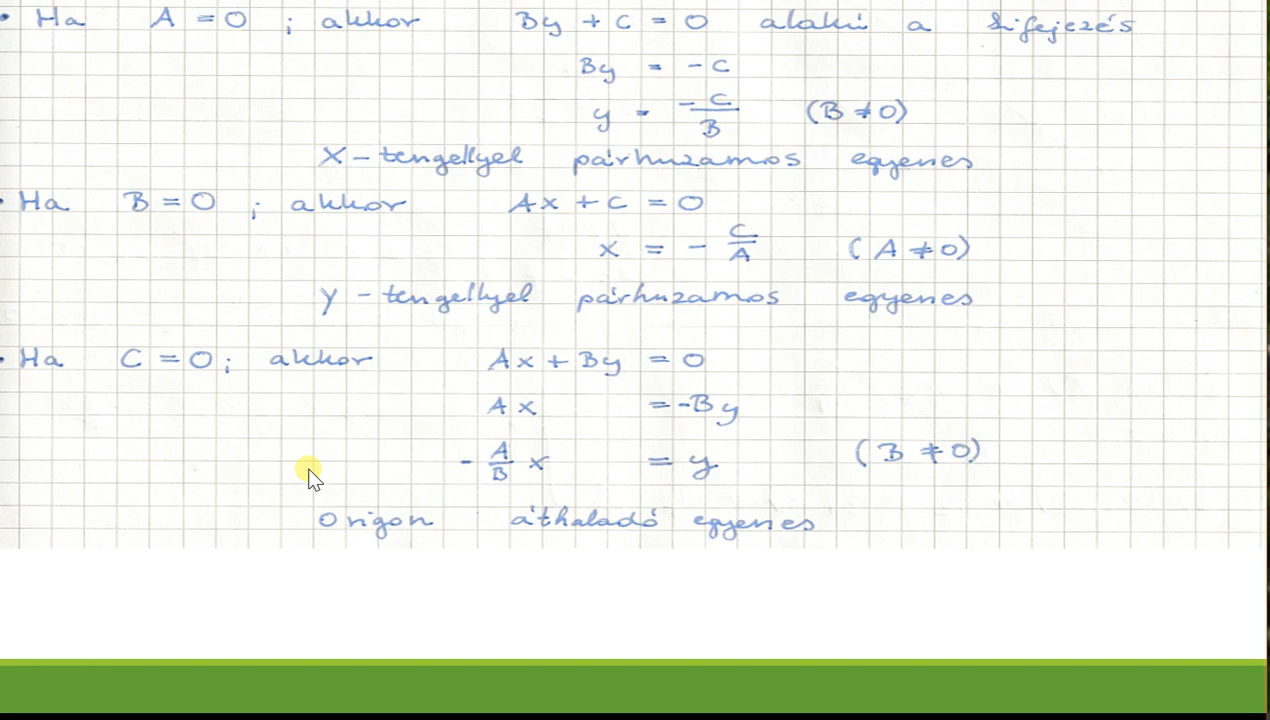 • Ha A = 0 ; akkor By + C = 0 alakú a kifejezés
By = -C
y = -C/B (B ≠ 0)
X-tengellyel párhuzamos egyenes
• Ha B = 0 ; akkor Ax + C = 0
x = - C/A (A ≠ 0)
Y-tengellyel párhuzamos egyenes
• Ha C = 0 ; akkor Ax + By = 0
Ax = -By
- A/B x = y (B ≠ 0)
Origon áthaladó egyenes